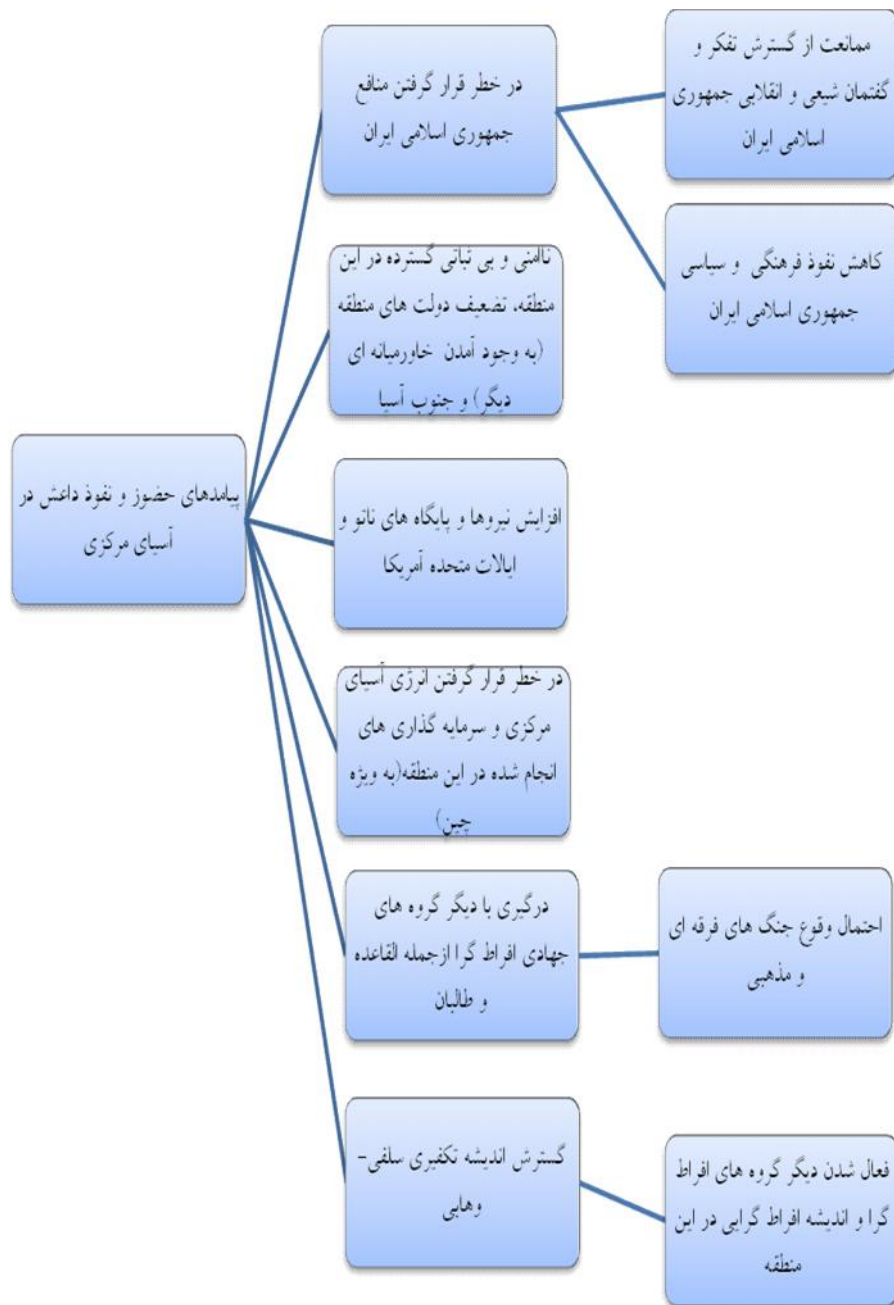 در خطر قرار گرفتن منافع
جمهوری اسلامی ایران
ممانعت از گسترش تفکر و
گفتمان شیعی و انقلابی جمهوری
اسلامی ایران
کاهش نفوذ فرهنگی و سیاسی
جمهوری اسلامی ایران
ناامنی و بی ثباتی گسترده در این
منطقه، تضعیف دولت های منطقه
(به وجود آمدن خاورمیانه ای
دیگر) و جنوب آسیا
پیامدهای حضوز و نفوذ داعش در
آسیای مرکزی
افزایش نیروها و پایگاه های ناتو و
ایالات متحده آمریکا
در خطر قرار گرفتن انرژی آسیای
مرکزی و سرمایه گذاری های
انجام شده در این منطقه(به ویژه
چین)
درگیری با دیگر گروه های
جهادی افراط گرا ازجمله القاعده
و طالبان
احتمال وقوع جنگ های فرقه ای
و مذهبی
گسترش اندیشه تکفیری سلفی-
وهابی
فعال شدن دیگر گروه های افراط
گرا و اندیشه افراط گرایی در این
منطقه